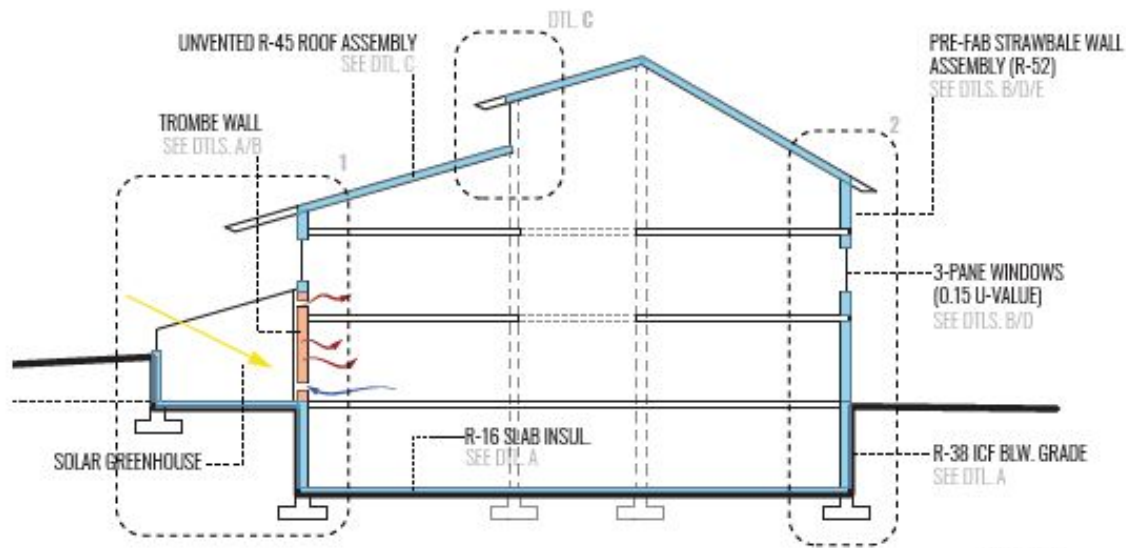 DTL. C
UNVENTED R-45 ROOF ASSEMBLY
SEE DTL. C
PRE-FAB STRAWBALE WALL
ASSEMBLY (R-52)
SEE DTLS. B/D/E
TROMBE WALL
SEE DTLS. A/B
1
2
3-PANE WINDOWS
(0.15 U-VALUE)
SEE DTLS. B/D
SOLAR GREENHOUSE
R-16 SLAB INSUL.
SEE DTL. A
R-38 ICF BLW. GRADE
SEE DTL. A